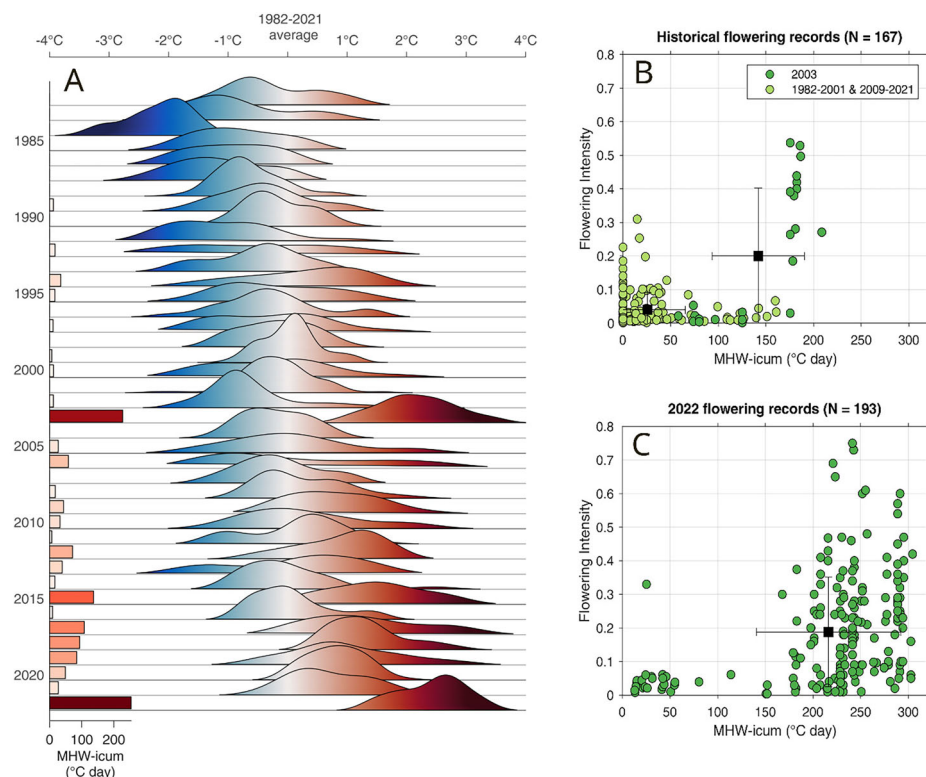 1982-2021
average
-4°C -2°C -1°C 1°C 2°C 4°C
A
1985
1990
1995
2000
2005
2010
2015
2020
0 100 200
MHW-icum
(°C day)
Historical flowering records (N = 167)
B
2003
1982-2001 & 2009-2021
Flowering Intensity
0.8
0.7
0.6
0.5
0.4
0.3
0.2
0.1
0
0 50 100 150 200 250 300
MHW-icum (°C day)
2022 flowering records (N = 193)
C
Flowering Intensity
0.8
0.7
0.6
0.5
0.4
0.3
0.2
0.1
0
0 50 100 150 200 250 300
MHW-icum (°C day)